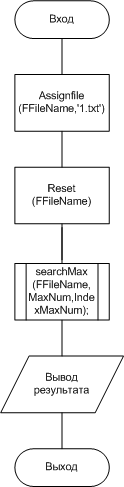 Вход
Assignfile
(FFileName,'1.txt')
Reset
(FFileName)
searchMax
(FFileName,
MaxNum,Inde
xMaxNum);
Вывод
результата
Выход